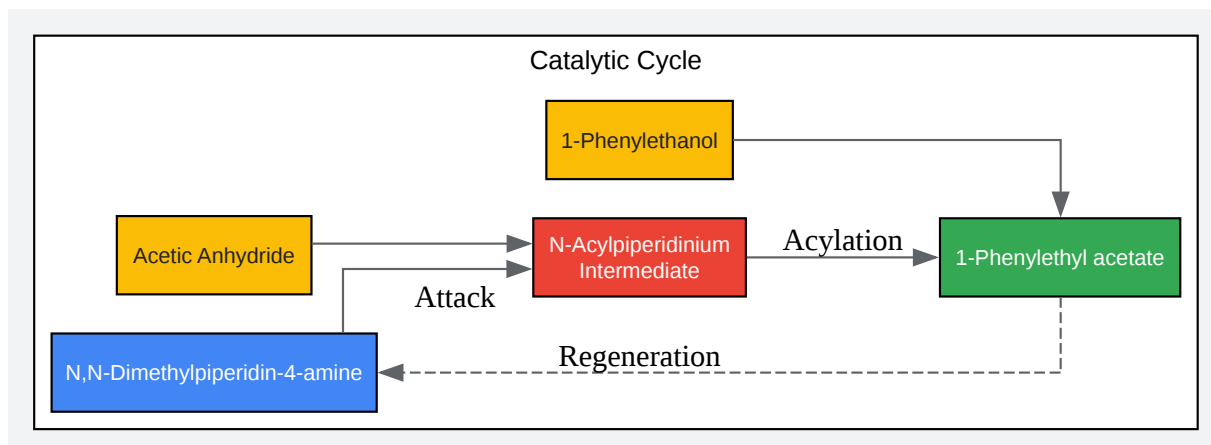 Catalytic Cycle
1-Phenylethanol
Acetic Anhydride
N-Acylpiperidinium
Intermediate
Acylation
1-Phenylethyl acetate
Attack
N,N-Dimethylpiperidin-4-amine
Regeneration